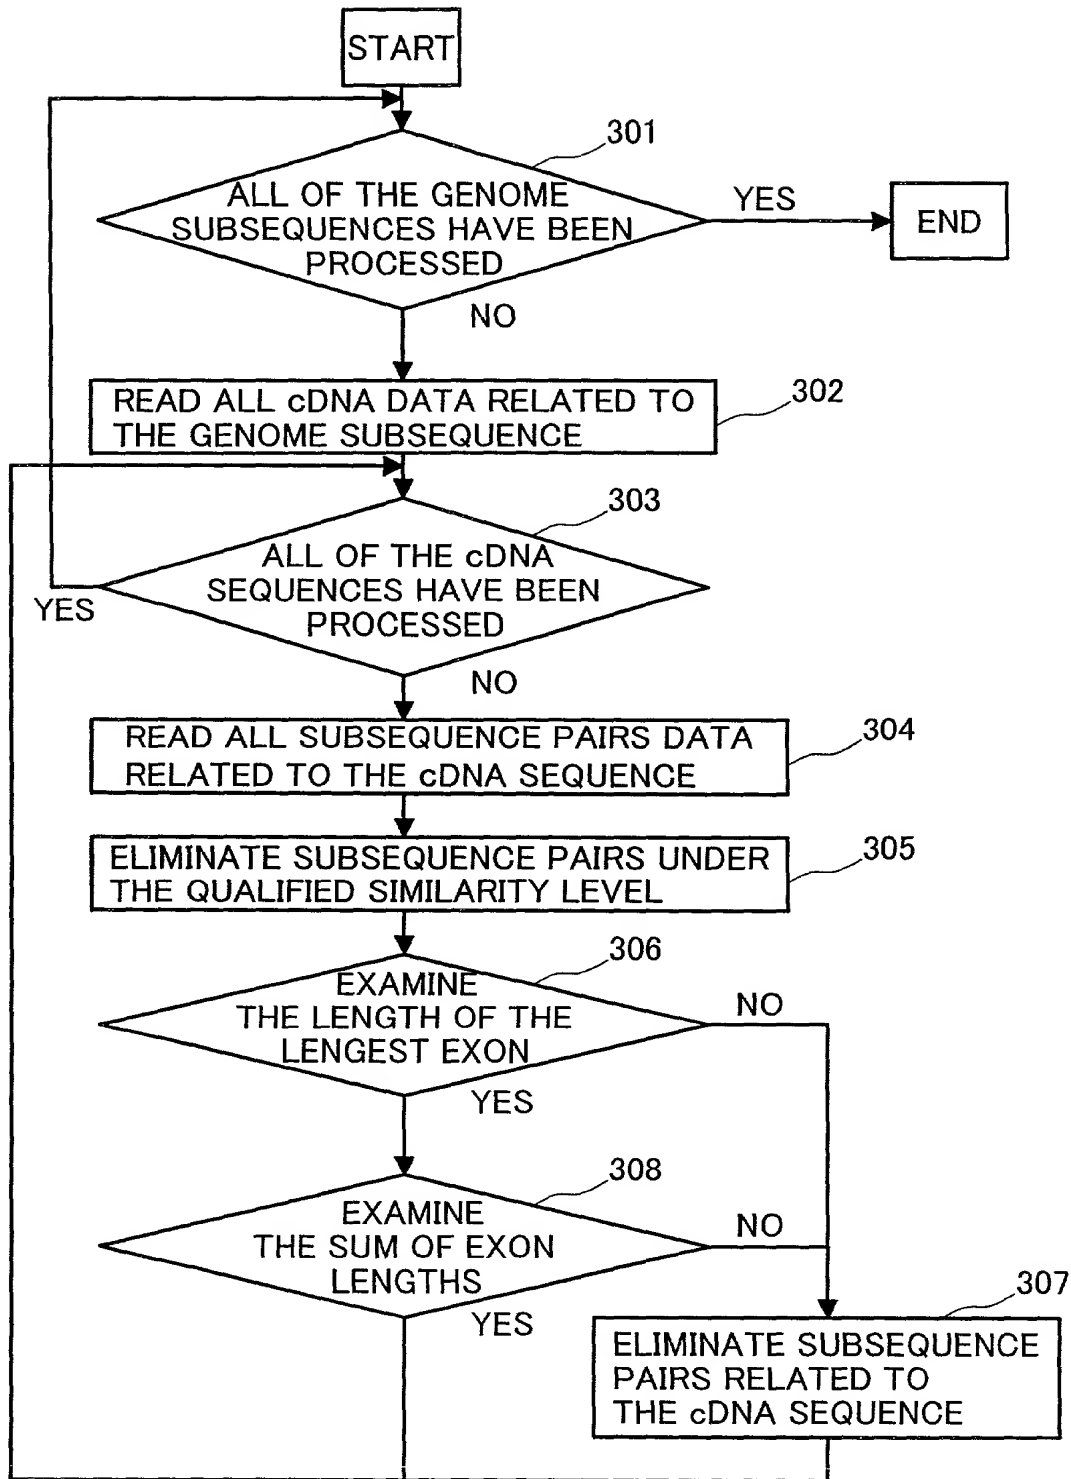 START
301
ALL OF THE GENOME
SUBSEQUENCES HAVE BEEN
PROCESSED
YES
END
NO
READ ALL cDNA DATA RELATED TO
THE GENOME SUBSEQUENCE
302
303
ALL OF THE cDNA
SEQUENCES HAVE BEEN
PROCESSED
YES
NO
READ ALL SUBSEQUENCE PAIRS DATA
RELATED TO THE cDNA SEQUENCE
304
ELIMINATE SUBSEQUENCE PAIRS UNDER
THE QUALIFIED SIMILARITY LEVEL
305
306
EXAMINE
THE LENGTH OF THE
LENGEST EXON
NO
YES
308
EXAMINE
THE SUM OF EXON
LENGTHS
NO
YES
307
ELIMINATE SUBSEQUENCE
PAIRS RELATED TO
THE cDNA SEQUENCE